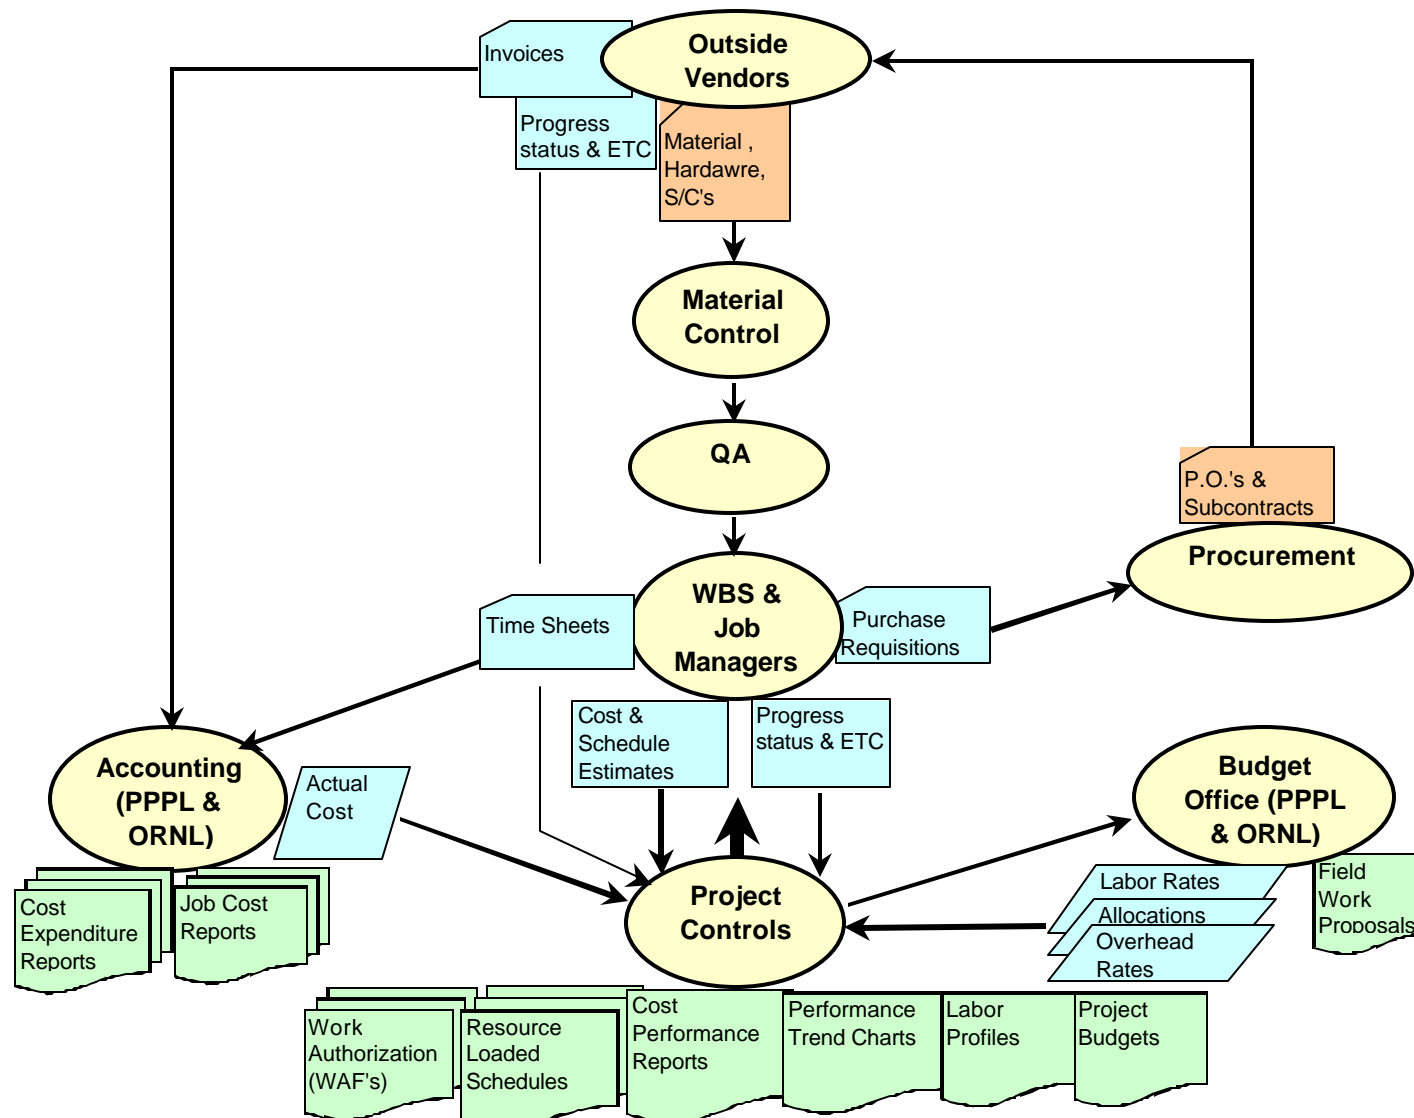 Invoices
Outside
Vendors
Progress
status & ETC
Material ,
Hardawre,
S/C's
Material
Control
QA
P.O.'s &
Subcontracts
Procurement
Time Sheets
WBS &
Job
Managers
Purchase
Requisitions
Cost &
Schedule
Estimates
Progress
status & ETC
Accounting
(PPPL &
ORNL)
Actual
Cost
Budget
Office (PPPL
& ORNL)
Cost
Expenditure
Reports
Job Cost
Reports
Project
Controls
Labor Rates
Allocations
Overhead
Rates
Field
Work
Proposals
Work
Authorization
(WAF's)
Resource
Loaded
Schedules
Cost
Performance
Reports
Performance
Trend Charts
Labor
Profiles
Project
Budgets